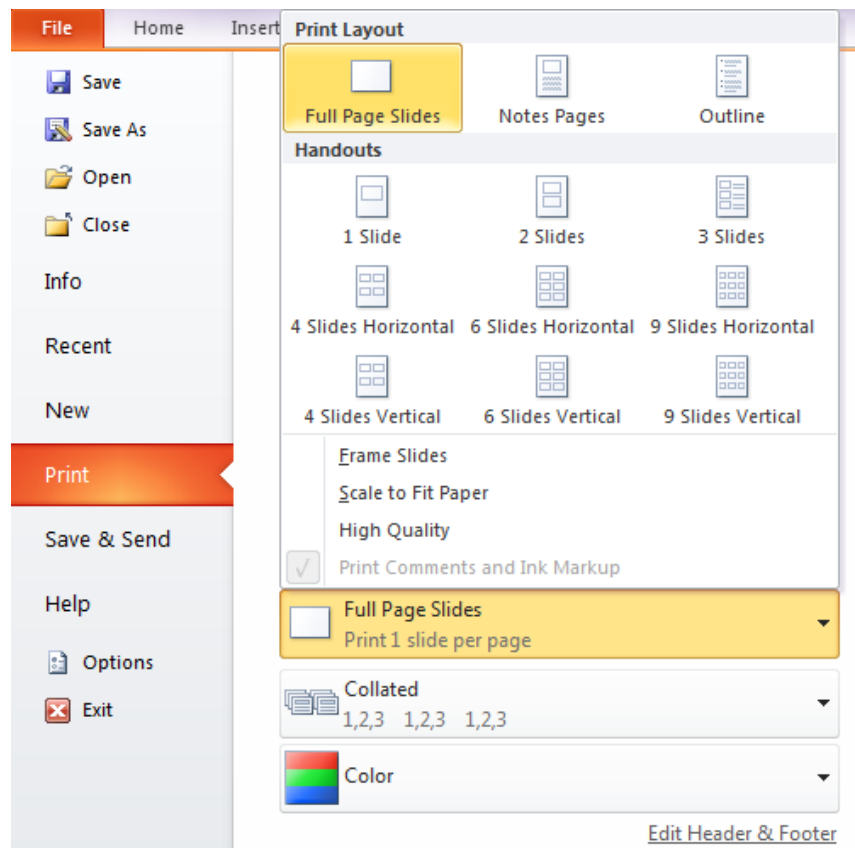 File Home Insert
Save
Save As
Open
Close
Info
Recent
New
Print
Save & Send
Help
Options
Exit
Print Layout
Full Page Slides Notes Pages Outline
Handouts
1 Slide 2 Slides 3 Slides
4 Slides Horizontal 6 Slides Horizontal 9 Slides Horizontal
4 Slides Vertical 6 Slides Vertical 9 Slides Vertical
Frame Slides
Scale to Fit Paper
High Quality
Print Comments and Ink Markup
Full Page Slides
Print 1 slide per page
Collated
1,2,3 1,2,3 1,2,3
Color
Edit Header & Footer